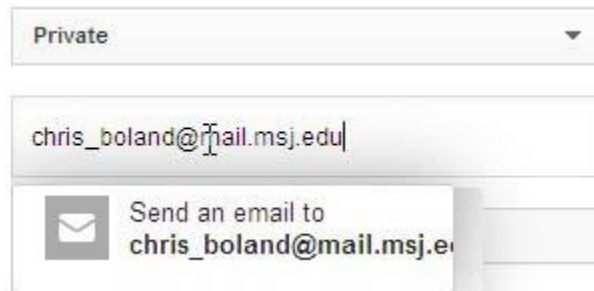 Private
chris_boland@mail.msj.edu
Send an email to
chris_boland@mail.msj.e